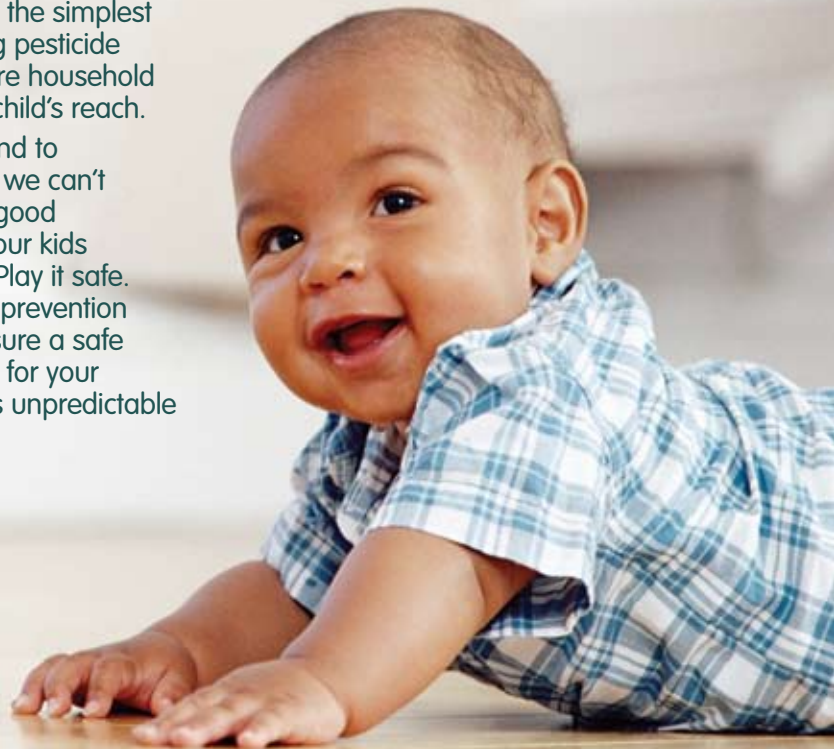 the simplest
g pesticide
re household
child's reach.
nd to
we can't
good
our kids
Play it safe.
prevention
sure a safe
for your
s unpredictable